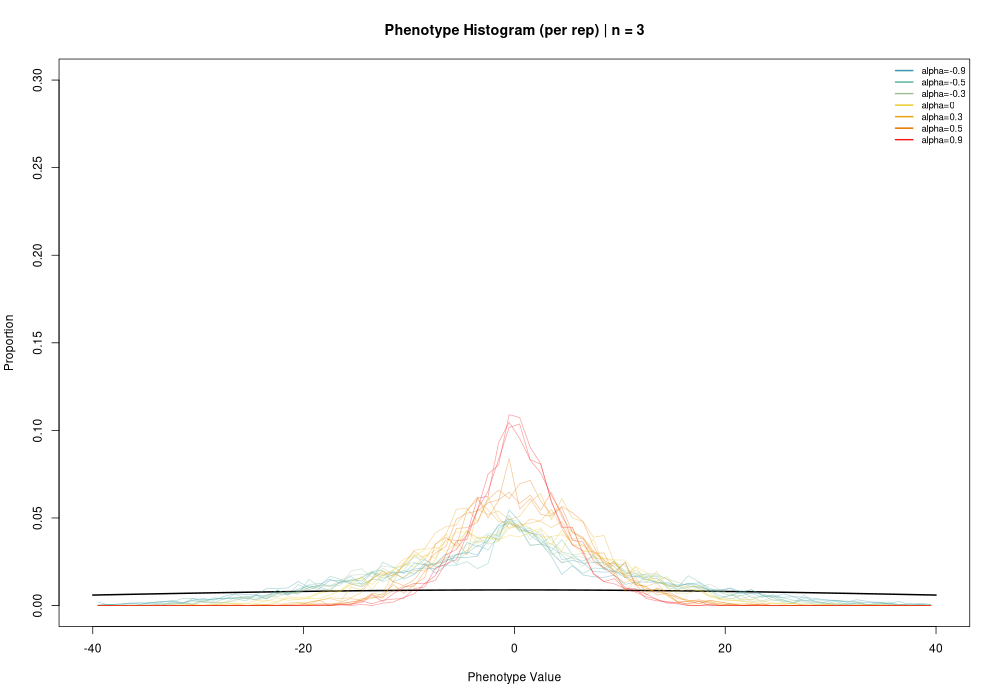 Phenotype Histogram (per rep) | n = 3
alpha=-0.9
alpha=-0.5
alpha=-0.3
alpha=0
alpha=0.3
alpha=0.5
alpha=0.9
Proportion
0.30
0.25
0.20
0.15
0.10
0.05
0.00
-40
-20
0
20
40
Phenotype Value